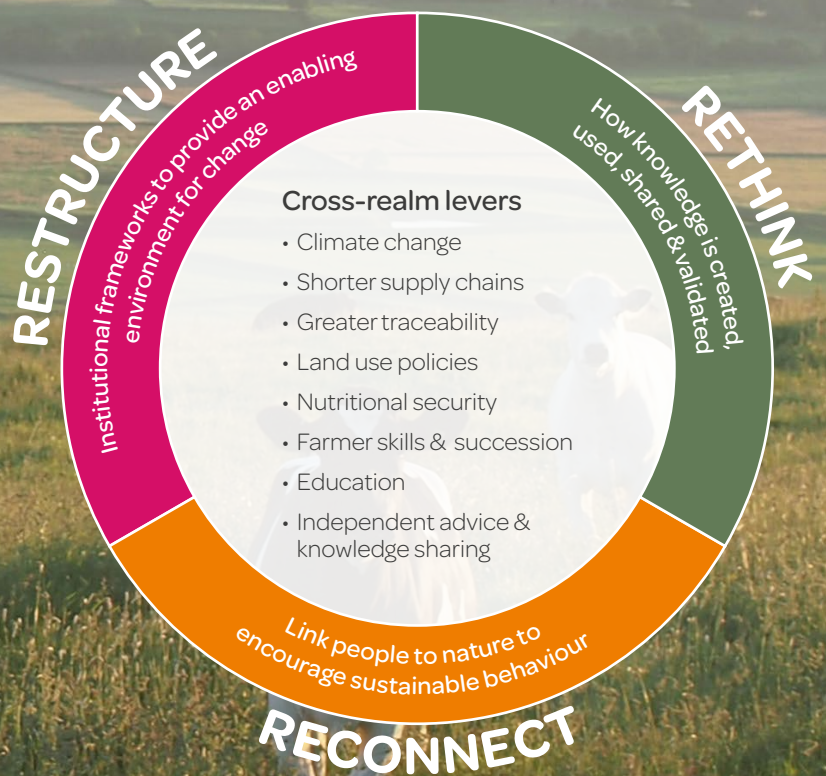 RESTRUCTURE
Institutional frameworks to provide an enabling
environment for change
RETHINK
How knowledge is created,
used, shared & validated
Cross-realm levers
• Climate change
• Shorter supply chains
• Greater traceability
• Land use policies
• Nutritional security
• Farmer skills & succession
• Education
• Independent advice &
knowledge sharing
Link people to nature to
encourage sustainable behaviour
RECONNECT